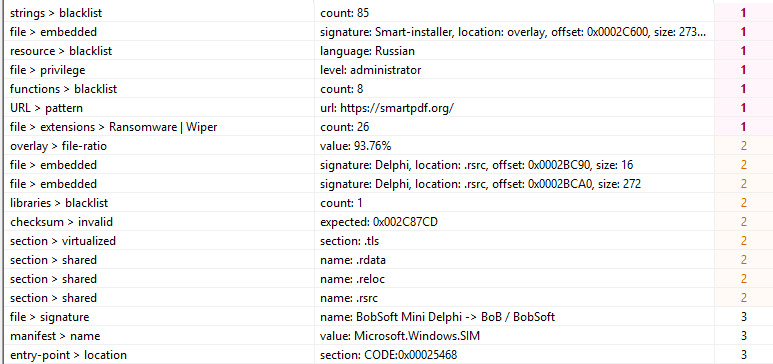 strings > blacklist count: 85 1
file > embedded signature: Smart-installer, location: overlay, offset: 0x0002C600, size: 273... 1
resource > blacklist language: Russian 1
file > privilege level: administrator 1
functions > blacklist count: 8 1
URL > pattern url: https://smartpdf.org/ 1
file > extensions > Ransomware | Wiper count: 26 1
overlay > file-ratio value: 93.76% 2
file > embedded signature: Delphi, location: .rsrc, offset: 0x0002BC90, size: 16 2
file > embedded signature: Delphi, location: .rsrc, offset: 0x0002BCA0, size: 272 2
libraries > blacklist count: 1 2
checksum > invalid expected: 0x002C87CD 2
section > virtualized section: .tls 2
section > shared name: .rdata 2
section > shared name: .reloc 2
section > shared name: .rsrc 2
file > signature name: BobSoft Mini Delphi -> BoB / BobSoft 3
manifest > name value: Microsoft.Windows.SIM 3
entry-point > location section: CODE:0x00025468 3